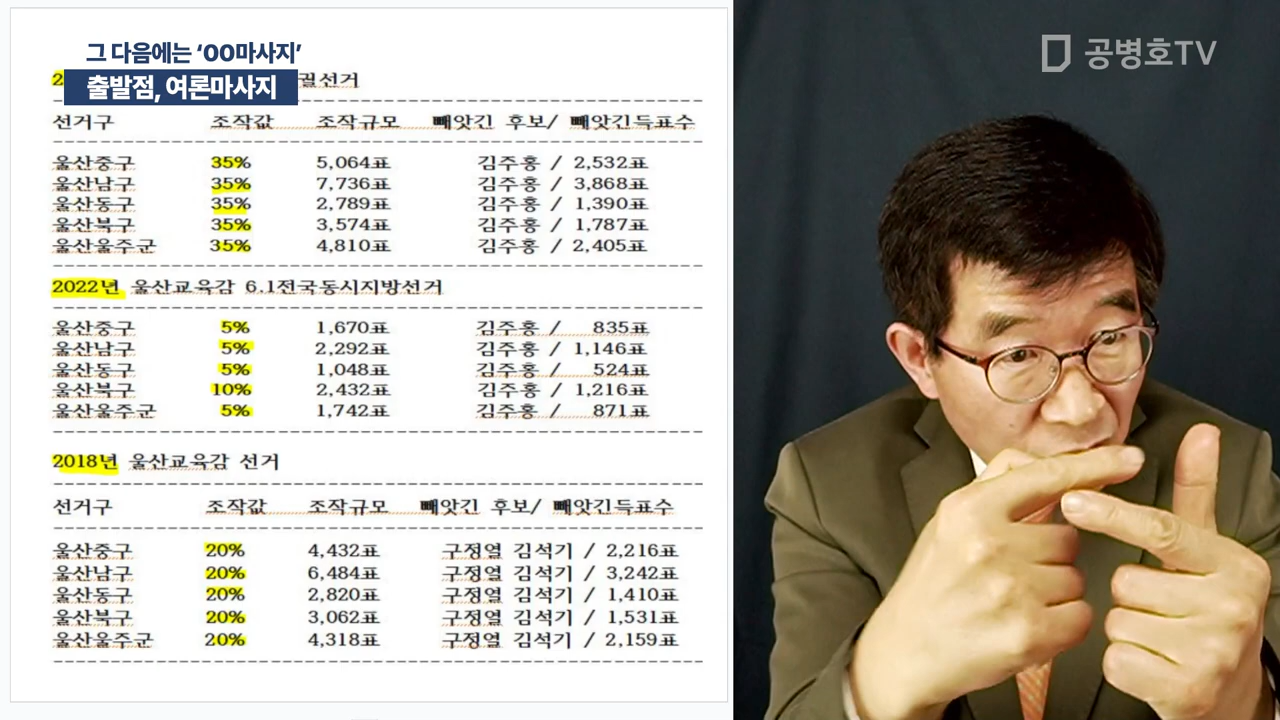 그 다음에는 ‘OO마사지’
출발점, 여론마사지
공병호TV
2 궐선거
선거구 조작값 조작규모 빼앗긴 후보/ 빼앗긴득표수
울산중구 35% 5,064표 김주홍 / 2,532표
울산남구 35% 7,736표 김주홍 / 3,868표
울산동구 35% 2,789표 김주홍 / 1,390표
울산북구 35% 3,574표 김주홍 / 1,787표
울산울주군 35% 4,810표 김주홍 / 2,405표
2022년 울산교육감 6.1전국동시지방선거
울산중구 5% 1,670표 김주홍 / 835표
울산남구 5% 2,292표 김주홍 / 1,146표
울산동구 5% 1,048표 김주홍 / 524표
울산북구 10% 2,432표 김주홍 / 1,216표
울산울주군 5% 1,742표 김주홍 / 871표
2018년 울산교육감 선거
선거구 조작값 조작규모 빼앗긴 후보/ 빼앗긴득표수
울산중구 20% 4,432표 구정열 김석기 / 2,216표
울산남구 20% 6,484표 구정열 김석기 / 3,242표
울산동구 20% 2,820표 구정열 김석기 / 1,410표
울산북구 20% 3,062표 구정열 김석기 / 1,531표
울산울주군 20% 4,318표 구정열 김석기 / 2,159표